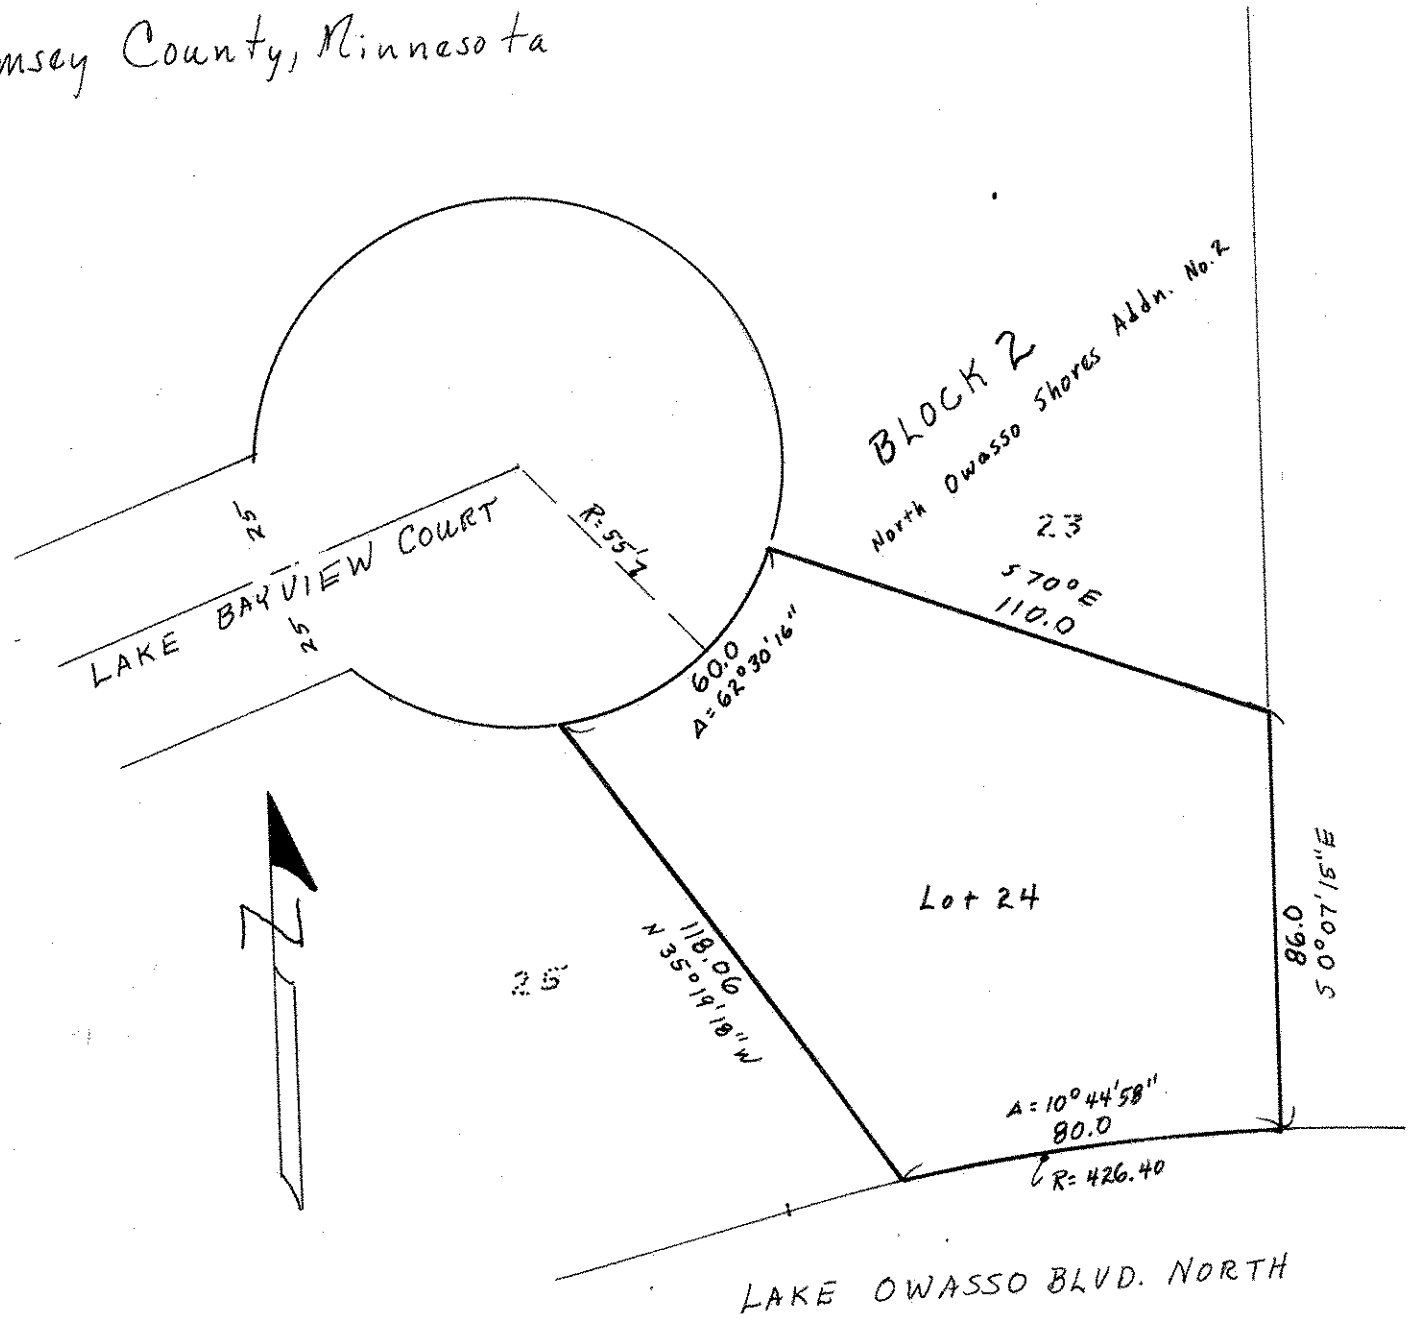 msey County, Minnesota
BLOCK 2
North Owasso Shores Addn. No. 2
23
S 70° E
110.0
25'
LAKE BAYVIEW COURT
25'
R=55'
60.0
Δ=62°30'16"
Lot 24
86.0
S 0°07'15"E
118.06
N 35°19'18"W
25
N
Δ=10°44'58"
80.0
R=426.40
LAKE OWASSO BLVD. NORTH